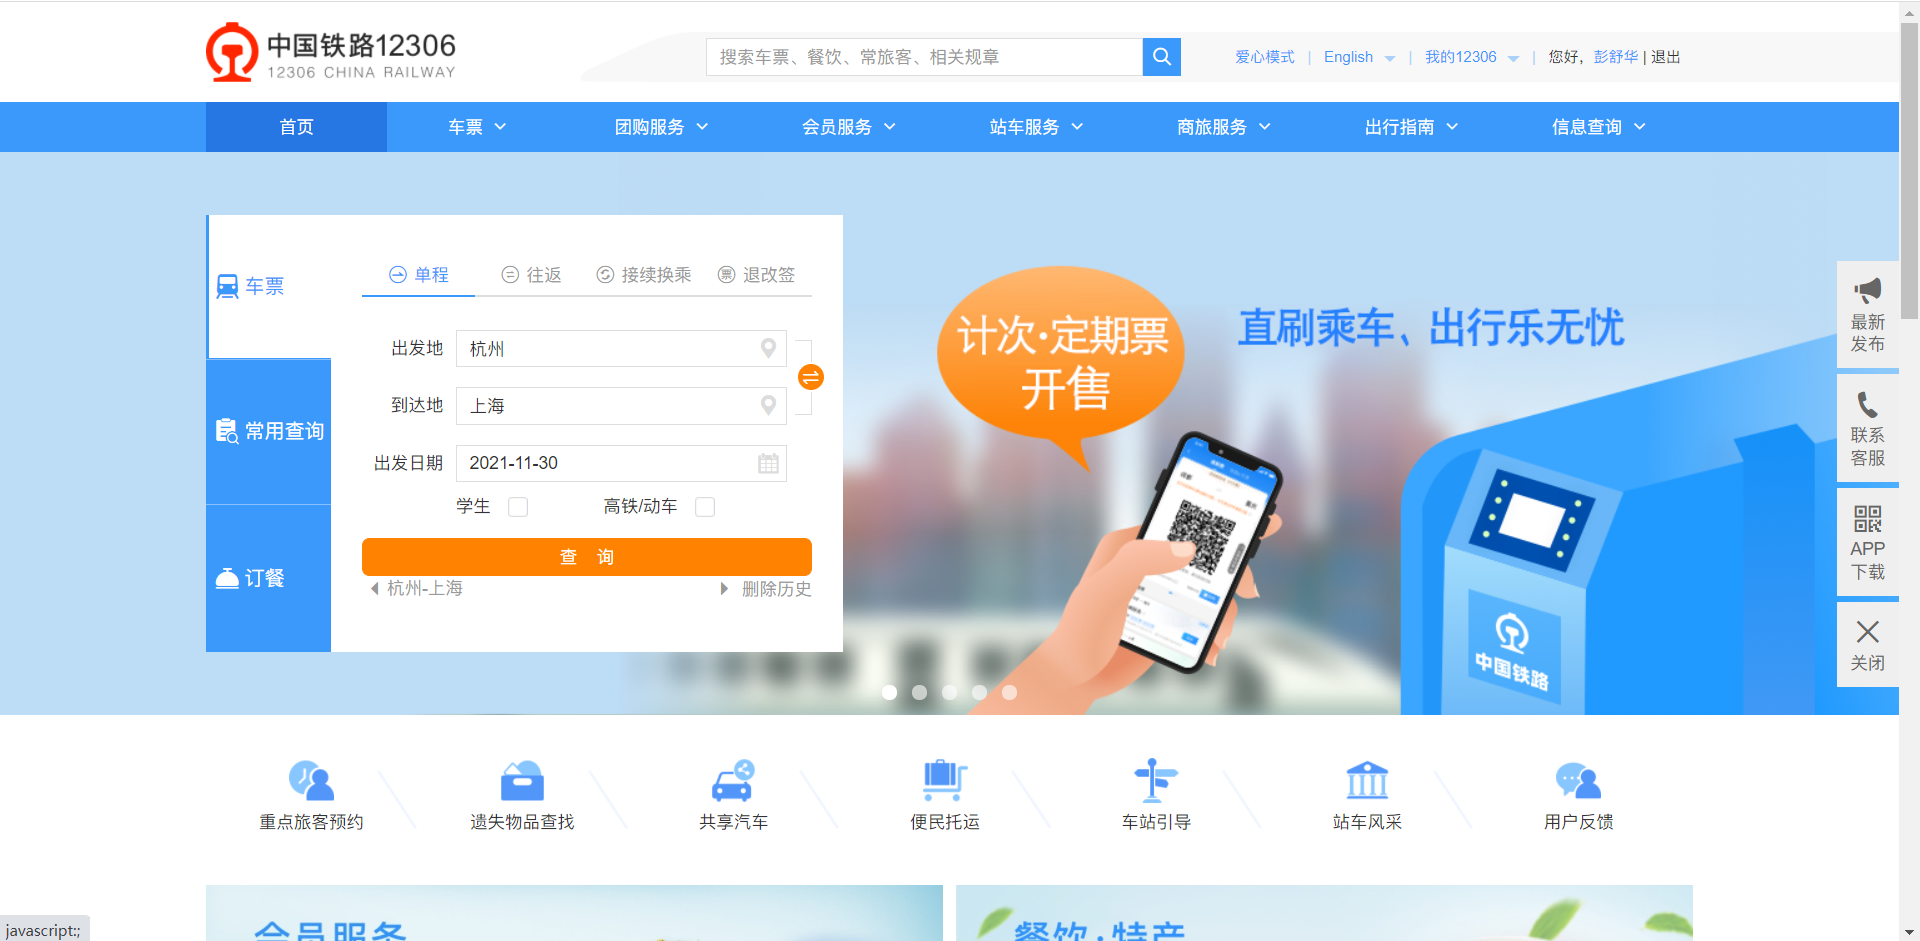 中国铁路12306
12306 CHINA RAILWAY
搜索车票、餐饮、常旅客、相关规章
爱心模式 | English | 我的12306 | 您好，彭舒华 | 退出
首页 车票 团购服务 会员服务 站车服务 商旅服务 出行指南 信息查询
车票
常用查询
订餐
单程 往返 接续换乘 退改签
出发地 杭州
到达地 上海
出发日期 2021-11-30
学生 高铁/动车
查 询
杭州-上海 删除历史
计次·定期票
开售
直刷乘车、出行乐无忧
中国铁路
最新
发布
联系
客服
APP
下载
关闭
重点旅客预约 遗失物品查找 共享汽车 便民托运 车站引导 站车风采 用户反馈
会员服务 餐饮·特产
javascript:;